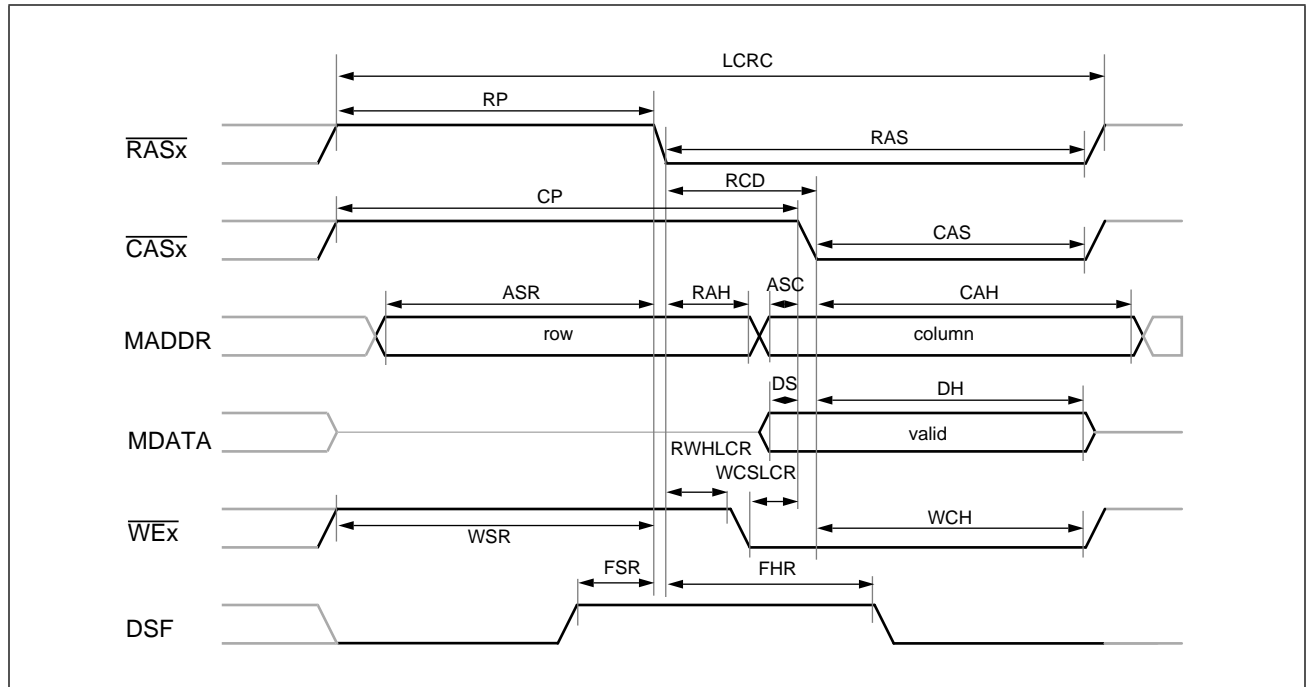 LCRC
RP
RASx
RAS
RCD
CP
CASx
CAS
ASR
RAH
ASC
CAH
MADDR
row
column
DS
DH
MDATA
valid
RWHLCR
WCSLCR
WEx
WSR
WCH
FSR
FHR
DSF